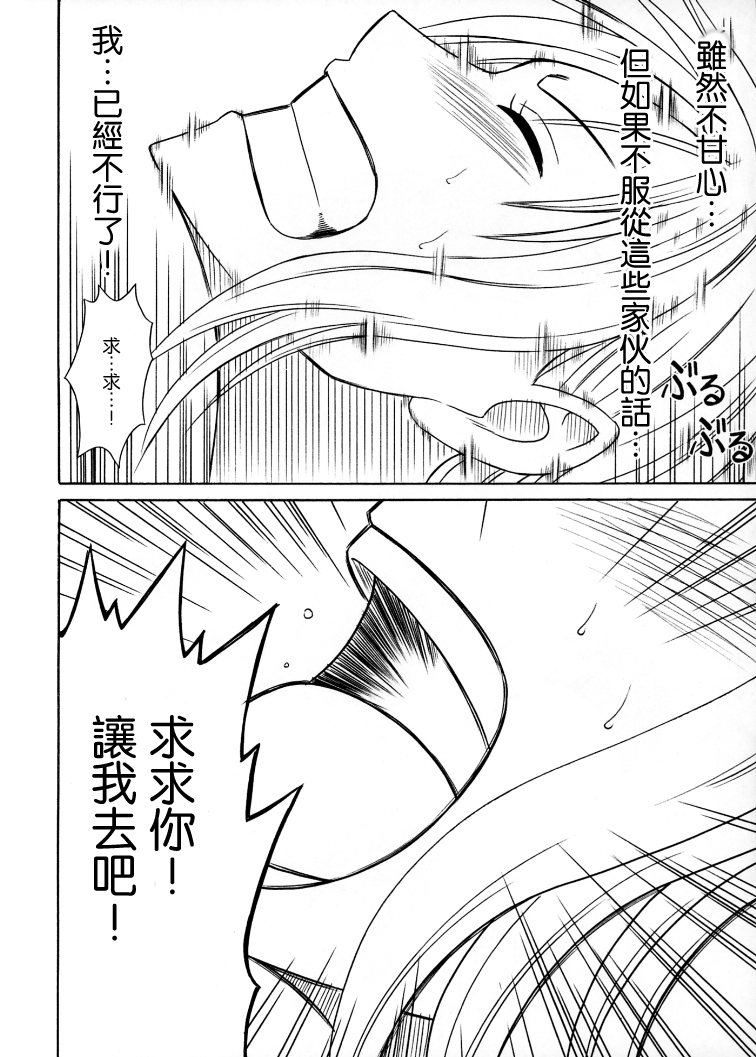 雖然不甘心…
但如果不服從這些家伙的話…
ぶる
ぶる
我…已經不行了！
求…求…！
求求你！
讓我去吧！